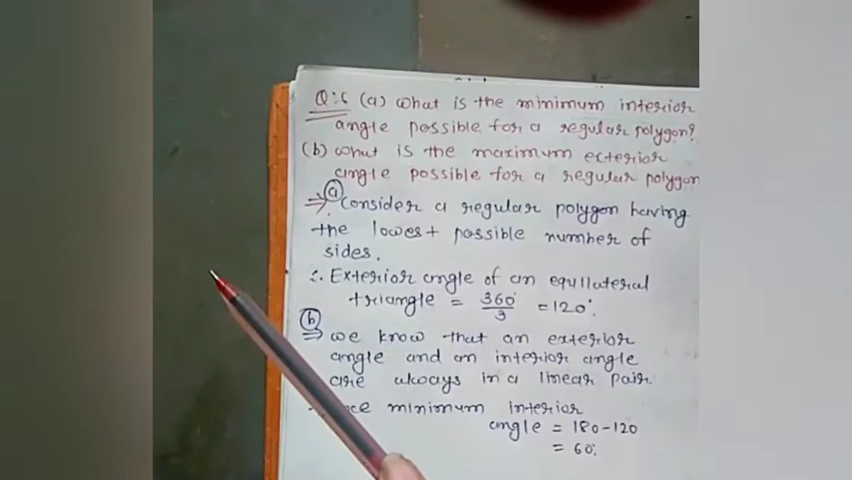 Q:6 (a) What is the minimum interior
angle possible for a regular polygon?
(b) what is the maximum exterior
angle possible for a regular polygon
(a)
⇒ Consider a regular polygon having
the lowest possible number of
sides.
∴ Exterior angle of an equilateral
triangle = 360°/3 = 120°.
(b)
⇒ we know that an exterior
angle and an interior angle
are always in a linear pair.
minimum interior
angle = 180-120
= 60°.